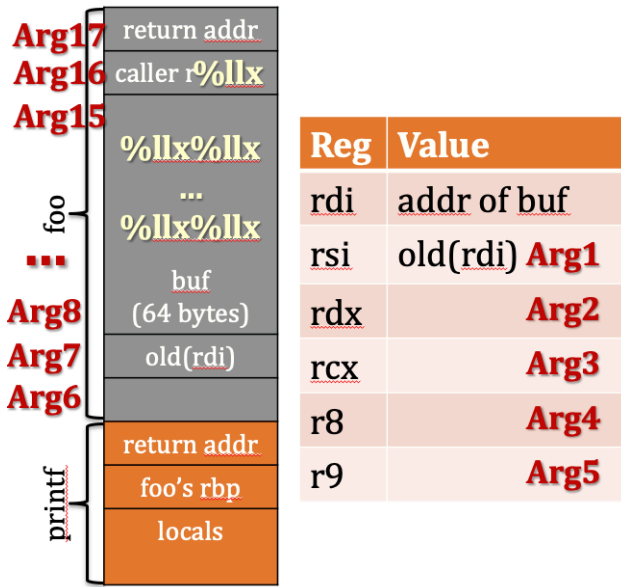 Arg17 return addr
Arg16 caller r%llx
Arg15
%llx%llx
...
%llx%llx
foo
...
buf
Arg8 (64 bytes)
Arg7 old(rdi)
Arg6
return addr
foo's rbp
printf
locals
Reg Value
rdi addr of buf
rsi old(rdi) Arg1
rdx Arg2
rcx Arg3
r8 Arg4
r9 Arg5